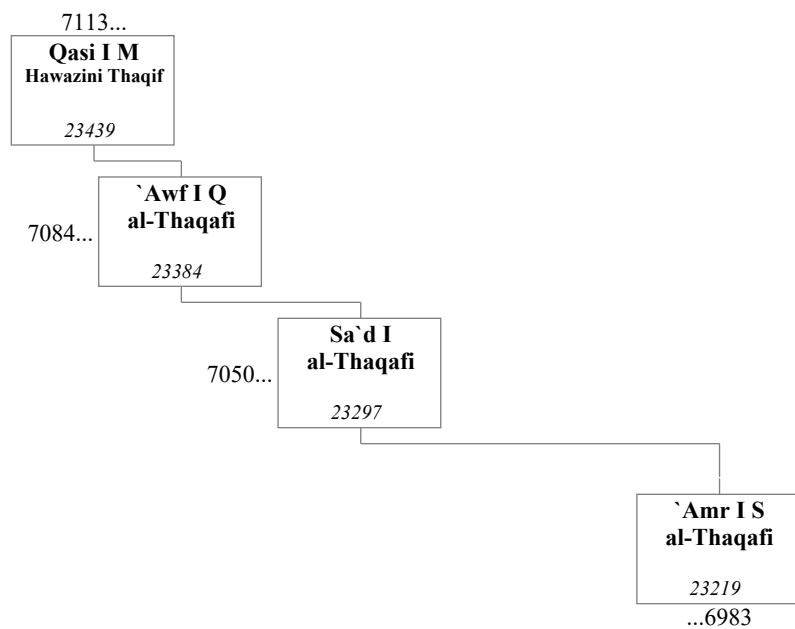 7113...
Qasi I M
Hawazini Thaqif
23439
`Awf I Q
al-Thaqafi
7084...
23384
Sa`d I
al-Thaqafi
7050...
23297
`Amr I S
al-Thaqafi
23219
...6983